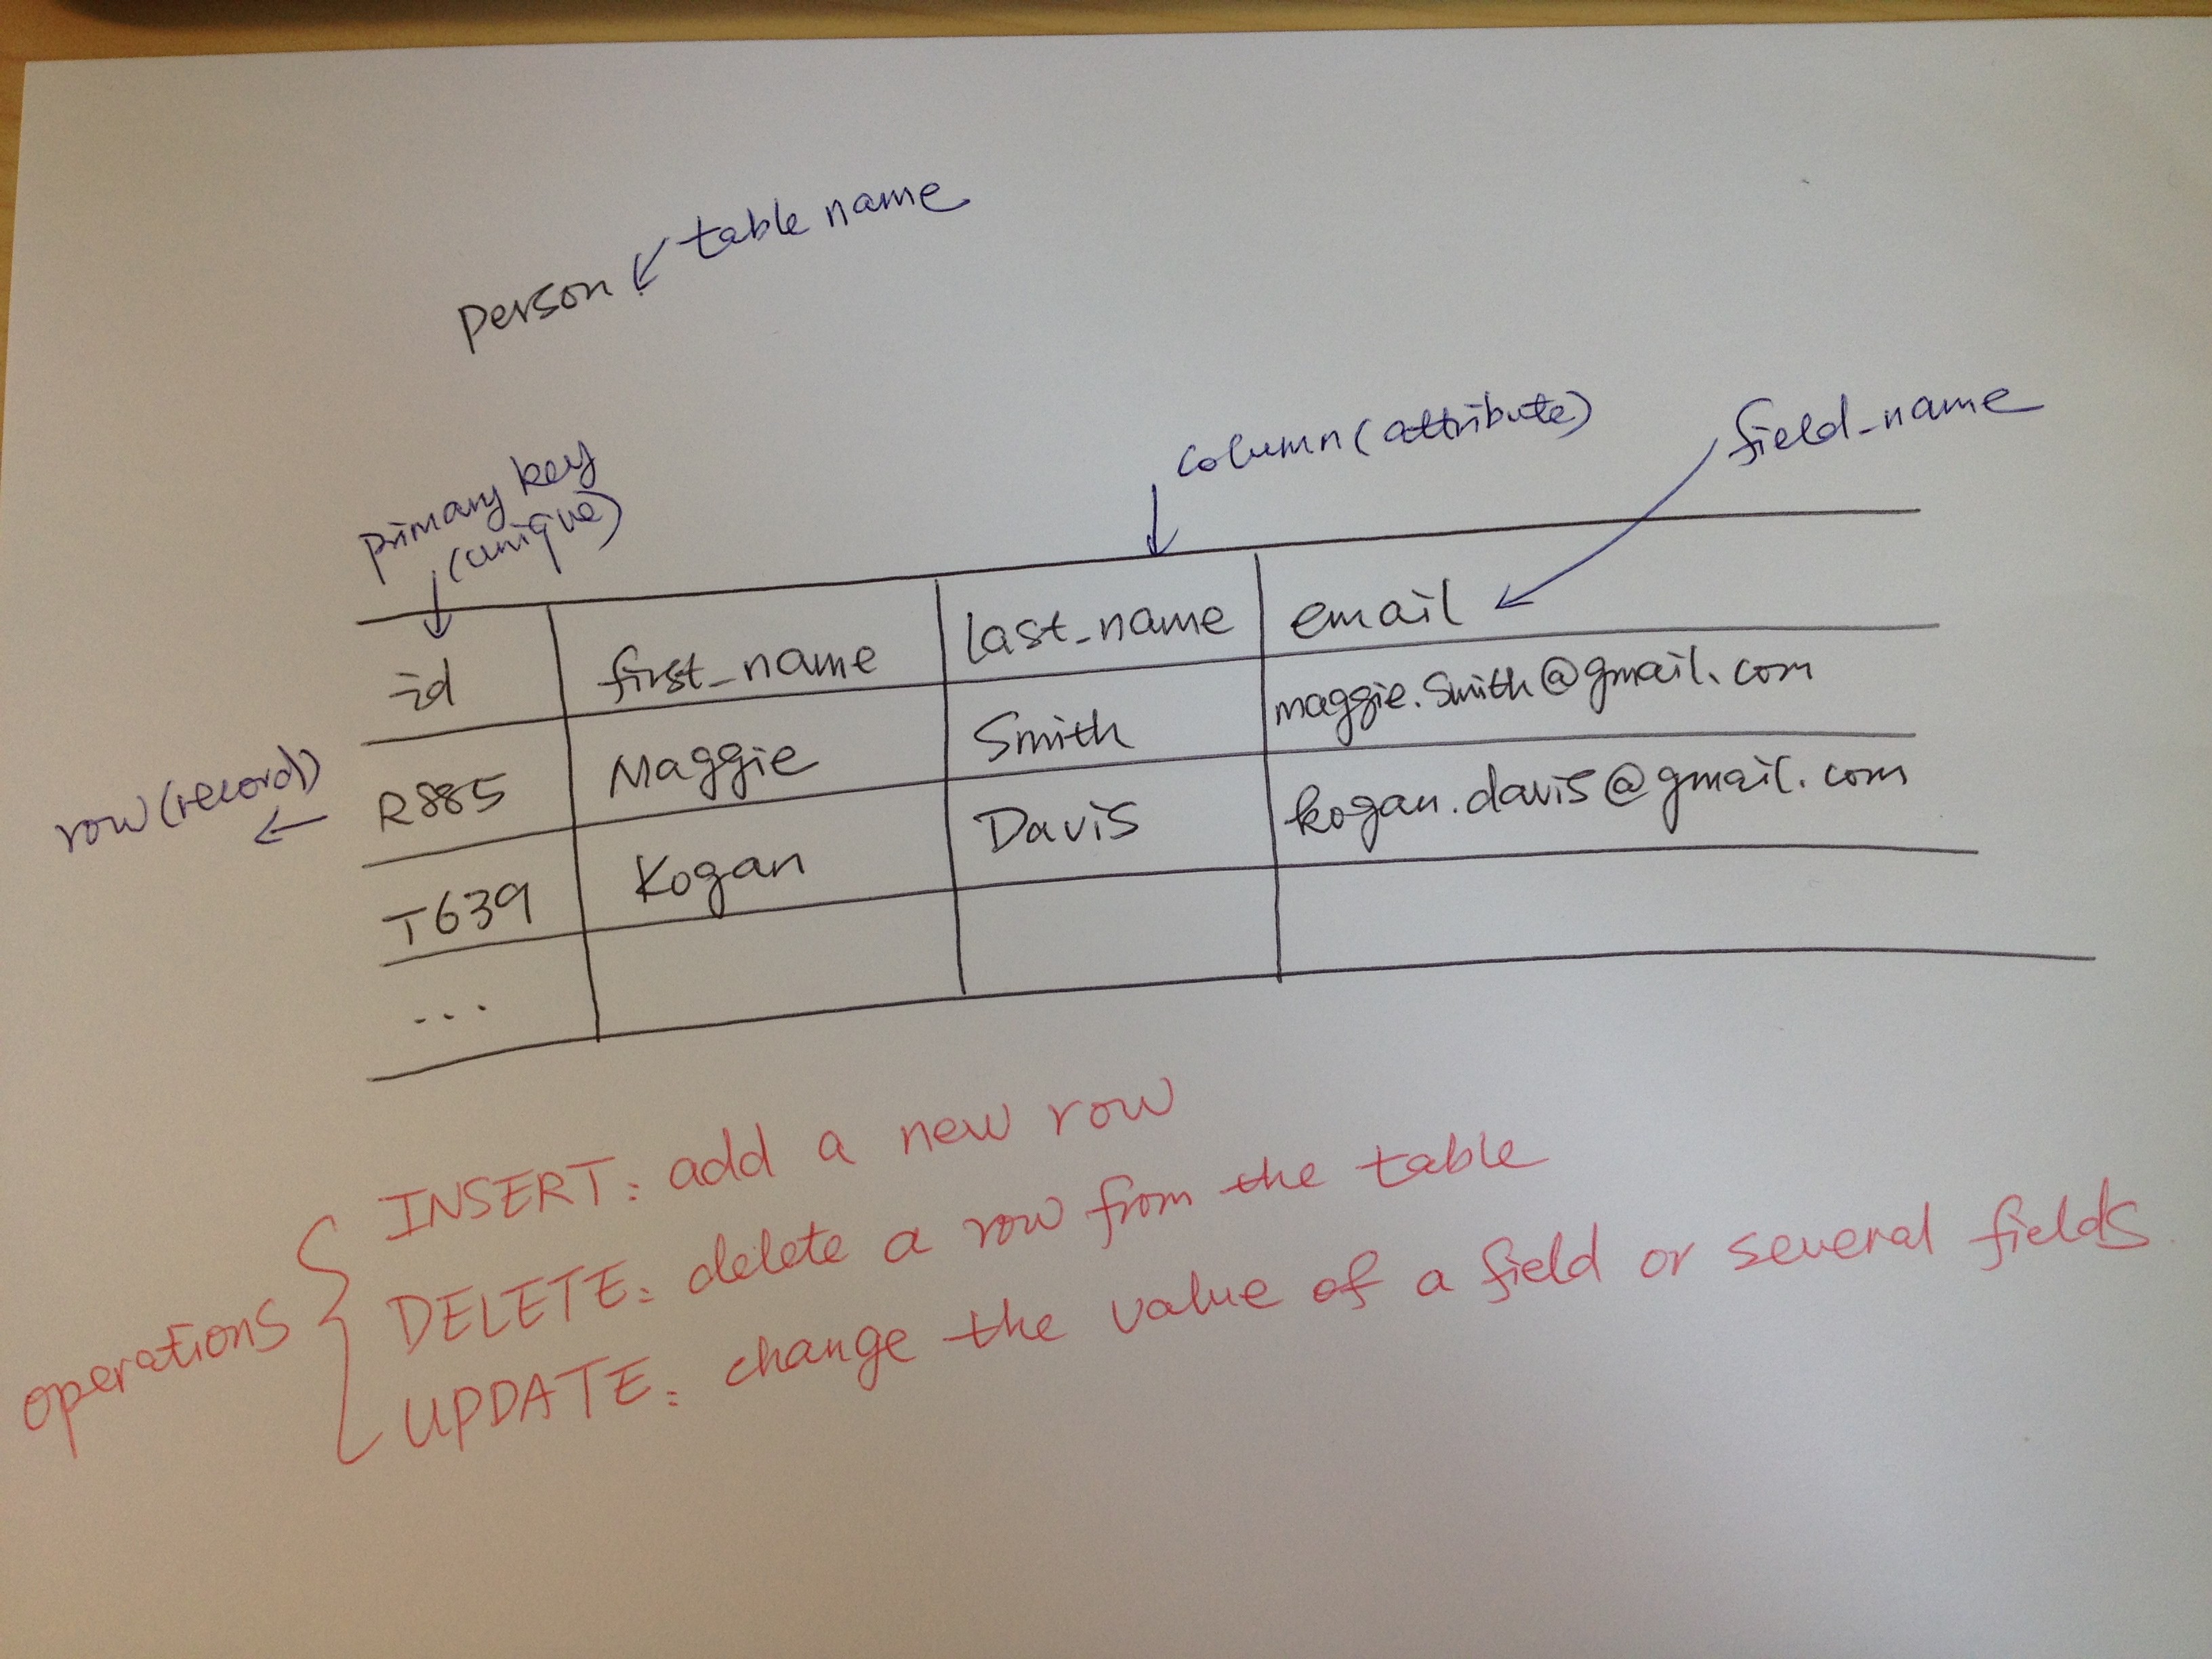 person
table name
primary key
(unique)
column(attribute)
field_name
id first_name last_name email
row(record)
R885 Maggie Smith maggie.smith@gmail.com
T639 Kogan Davis kogan.davis@gmail.com
...
operations
INSERT: add a new row
DELETE: delete a row from the table
UPDATE: change the value of a field or several fields